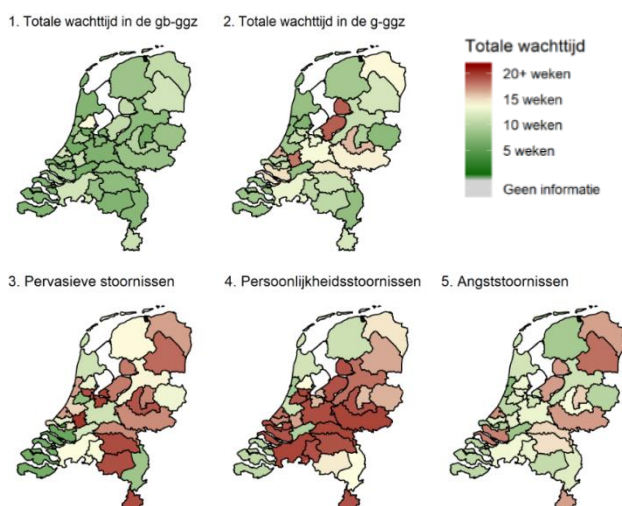 1. Totale wachttijd in de gb-ggz
2. Totale wachttijd in de g-ggz
Totale wachttijd
20+ weken
15 weken
10 weken
5 weken
Geen informatie
3. Pervasieve stoornissen
4. Persoonlijkheidsstoornissen
5. Angststoornissen